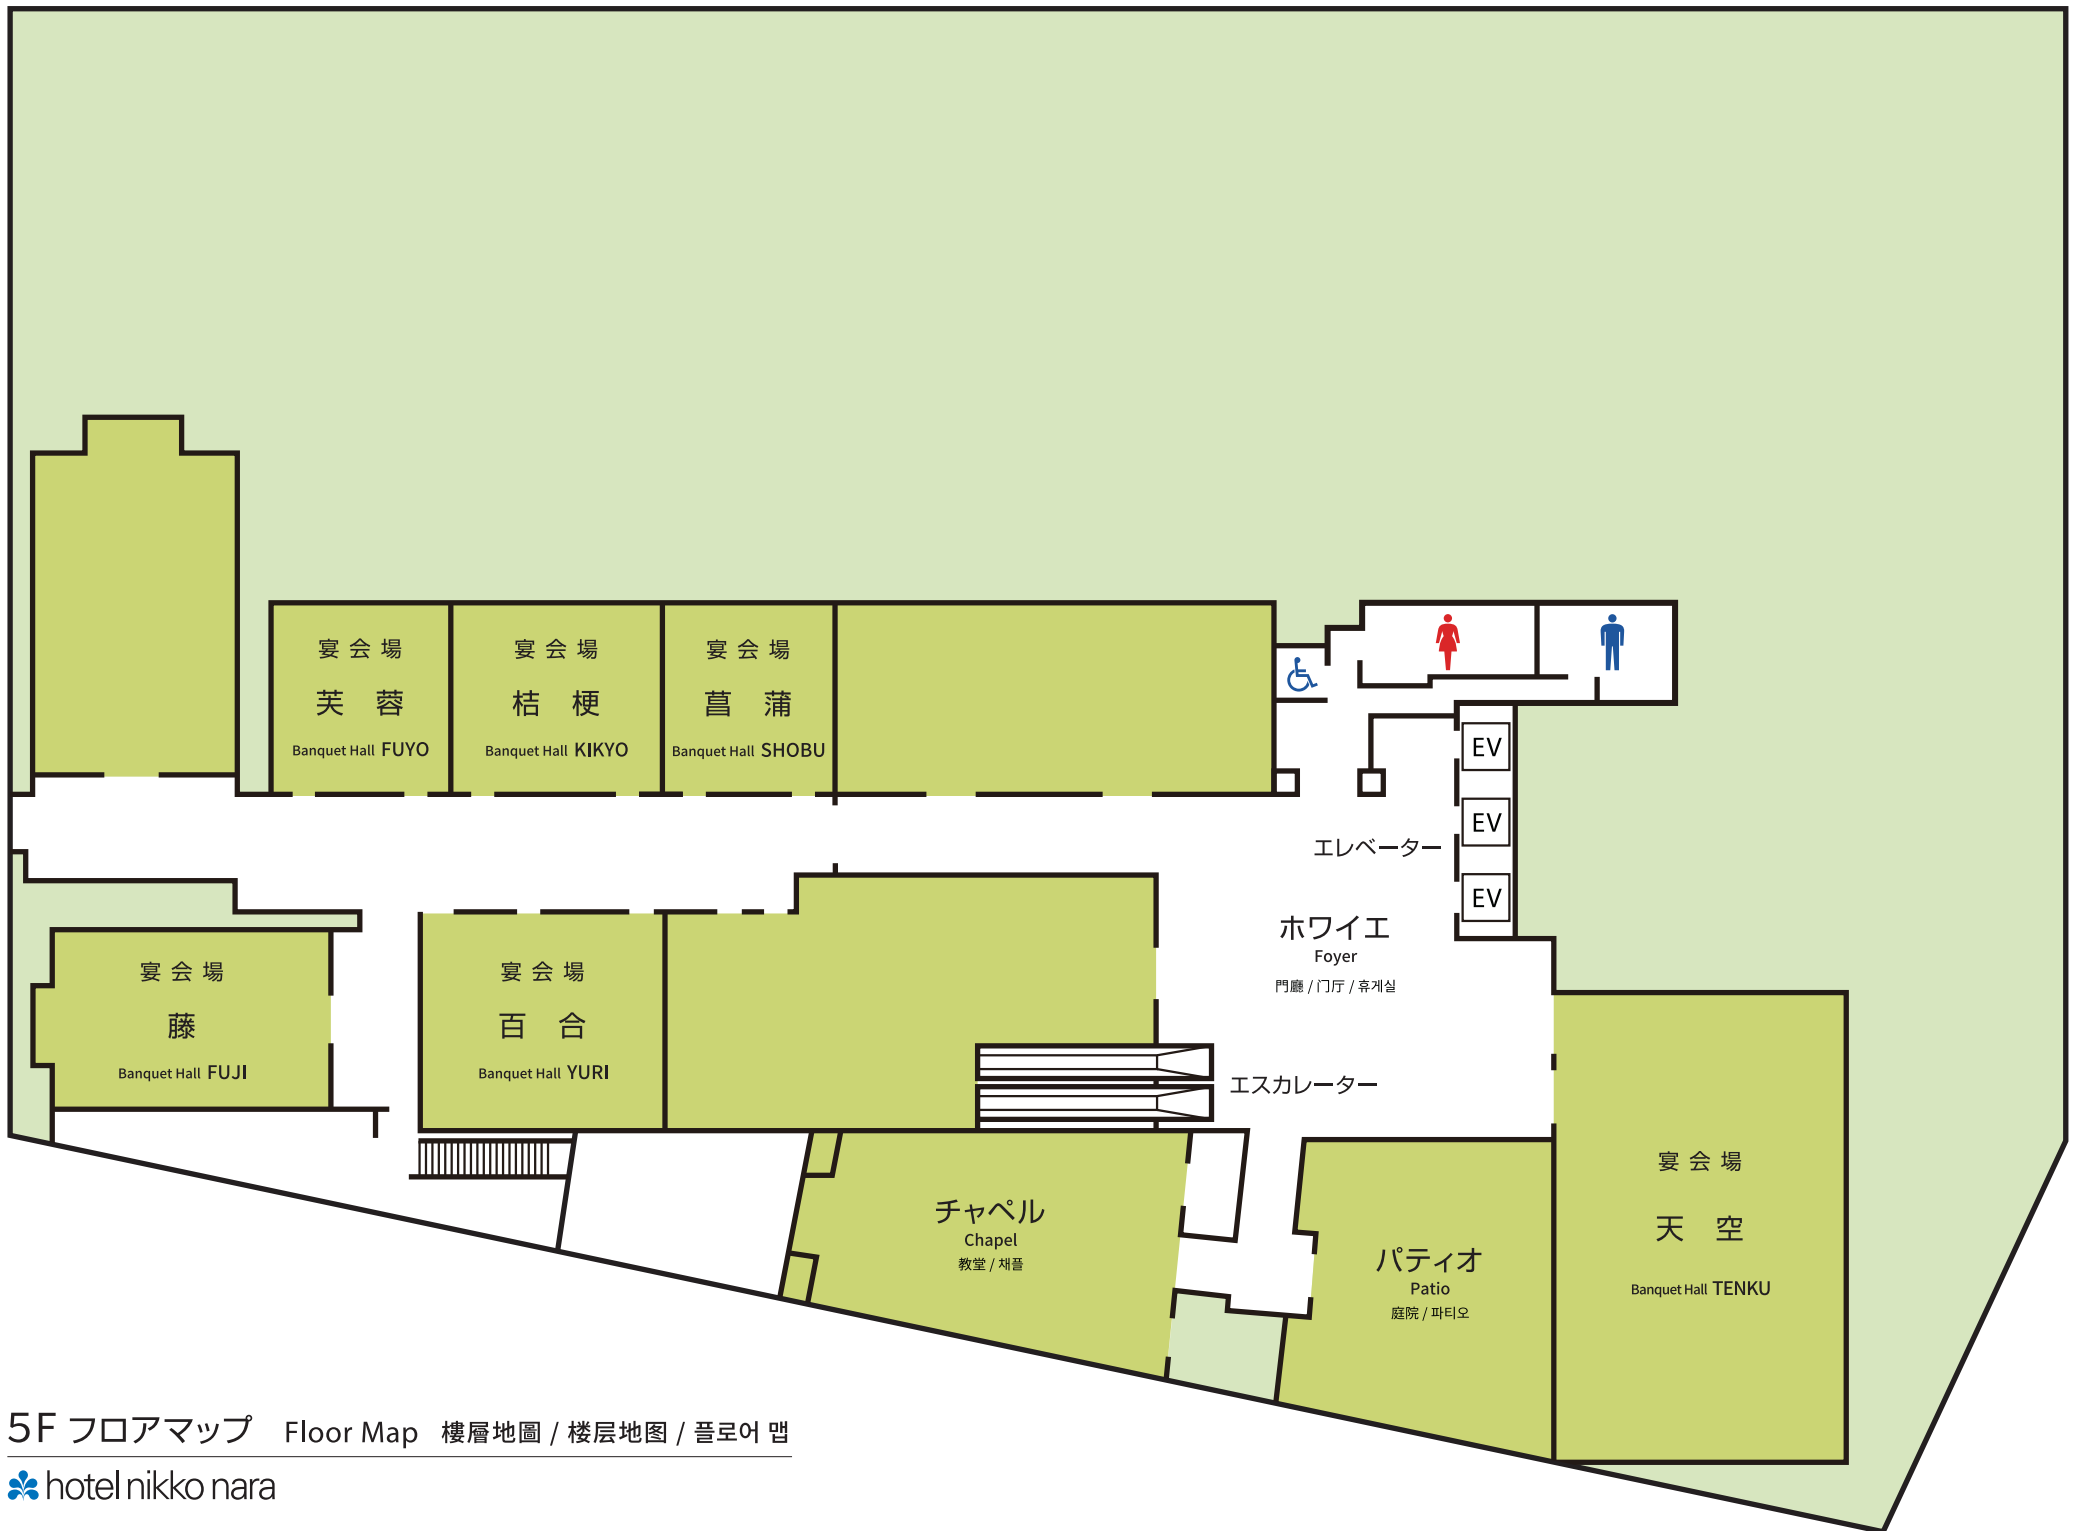 宴会場
芙蓉
Banquet Hall FUYO
宴会場
桔梗
Banquet Hall KIKYO
宴会場
菖蒲
Banquet Hall SHOBU
EV
EV
EV
エレベーター
ホワイエ
Foyer
門廳 / 门厅 / 휴게실
宴会場
藤
Banquet Hall FUJI
宴会場
百合
Banquet Hall YURI
エスカレーター
チャペル
Chapel
教堂 / 채플
パティオ
Patio
庭院 / 파티오
宴会場
天空
Banquet Hall TENKU
5F フロアマップ Floor Map 樓層地圖 / 楼层地图 / 플로어 맵
hotel nikko nara